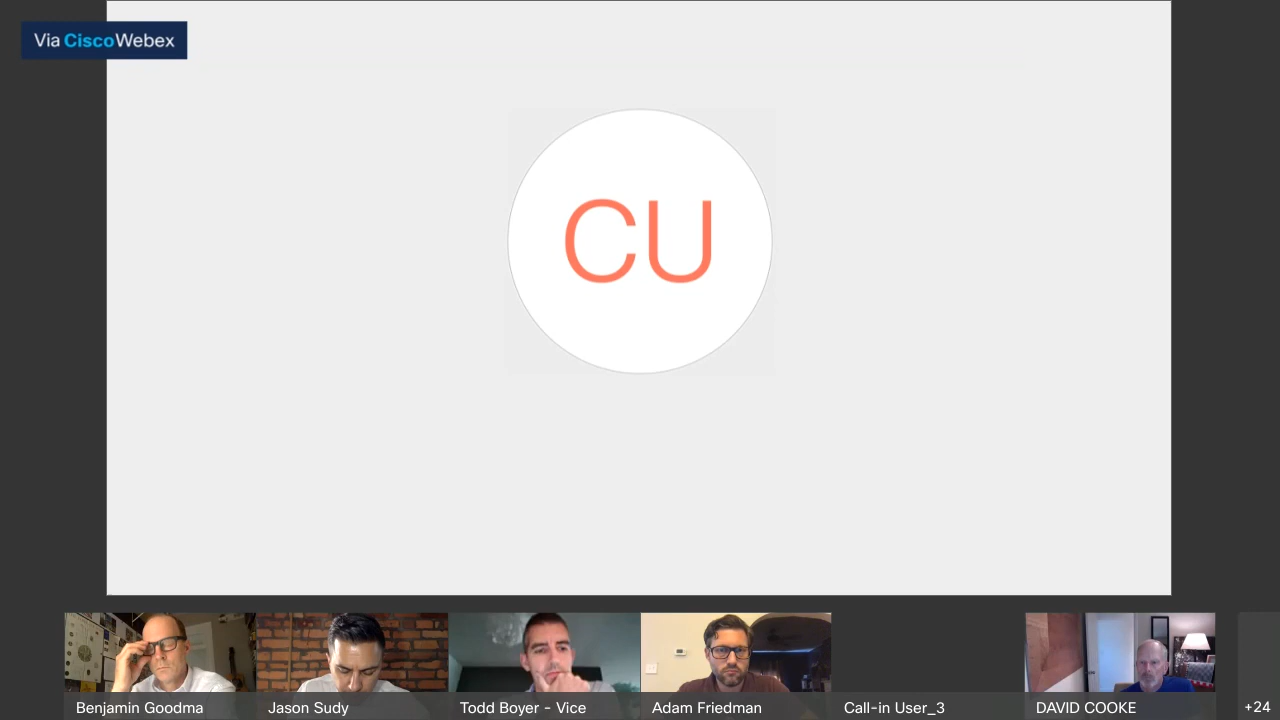 Via CiscoWebex
CU
Benjamin Goodma
Jason Sudy
Todd Boyer - Vice
Adam Friedman
Call-in User_3
DAVID COOKE
+24